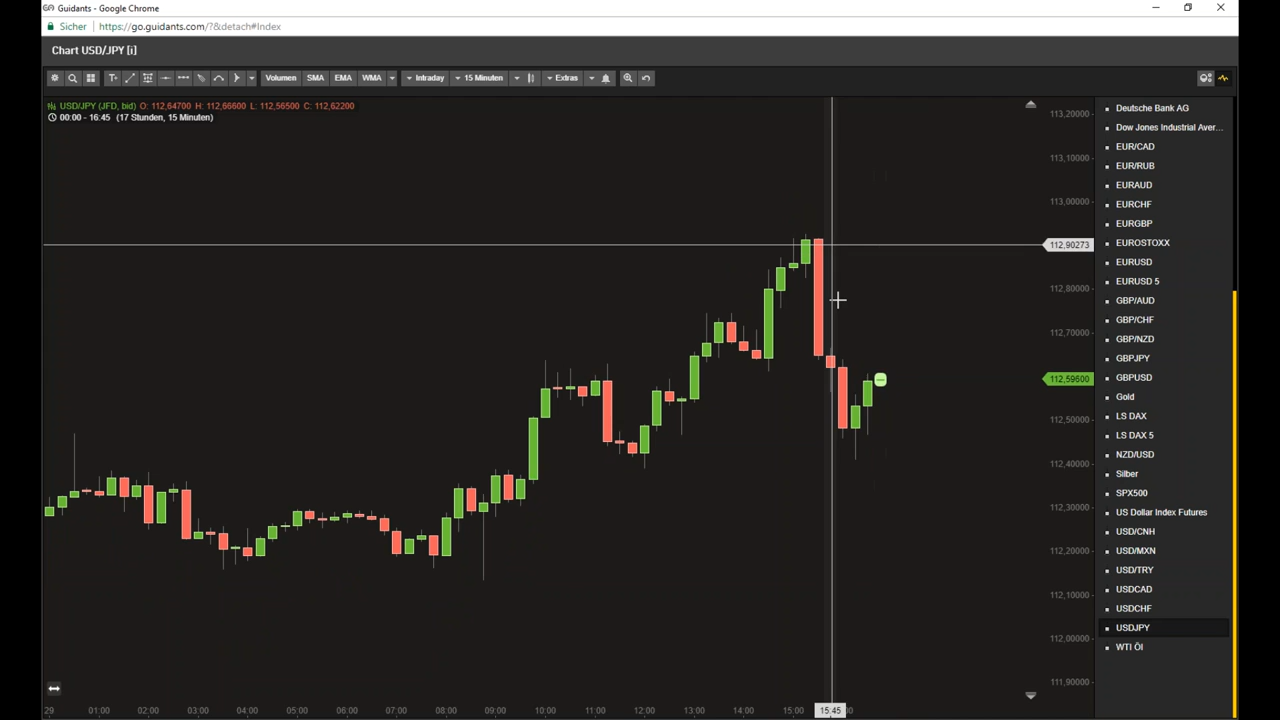 Guidants - Google Chrome
Sicher https://go.guidants.com/?&detach#Index
Chart USD/JPY [i]
Volumen SMA EMA WMA Intraday 15 Minuten Extras
USD/JPY (JFD, bid) O: 112,64700 H: 112,66600 L: 112,56500 C: 112,62200
00:00 - 16:45 (17 Stunden, 15 Minuten)
113,20000
113,10000
113,00000
112,90273
112,80000
112,70000
112,59600
112,50000
112,40000
112,30000
112,20000
112,10000
112,00000
111,90000
29 01:00 02:00 03:00 04:00 05:00 06:00 07:00 08:00 09:00 10:00 11:00 12:00 13:00 14:00 15:00 15:45
Deutsche Bank AG
Dow Jones Industrial Aver...
EUR/CAD
EUR/RUB
EURAUD
EURCHF
EURGBP
EUROSTOXX
EURUSD
EURUSD 5
GBP/AUD
GBP/CHF
GBP/NZD
GBPJPY
GBPUSD
Gold
LS DAX
LS DAX 5
NZD/USD
Silber
SPX500
US Dollar Index Futures
USD/CNH
USD/MXN
USD/TRY
USDCAD
USDCHF
USDJPY
WTI Öl